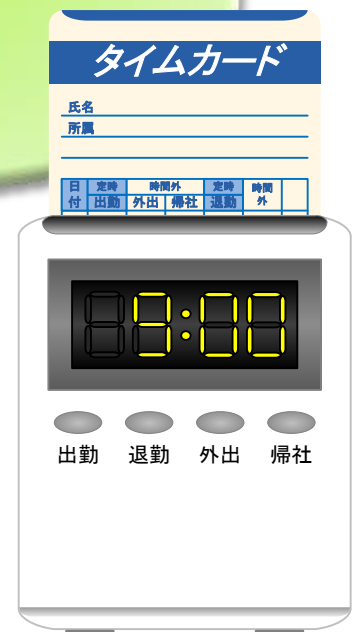 タイムカード
氏名
所属
日 定時 時間外 定時 時間
付 出勤 外出 帰社 退勤 外
9:00
出勤 退勤 外出 帰社